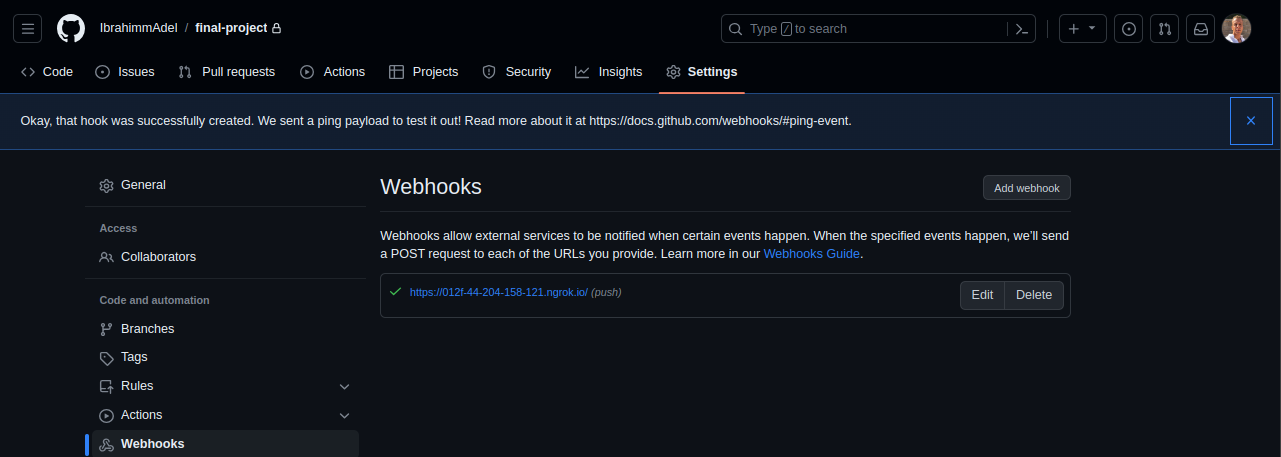 IbrahimmAdel / final-project
Type / to search
Code Issues Pull requests Actions Projects Security Insights Settings
Okay, that hook was successfully created. We sent a ping payload to test it out! Read more about it at https://docs.github.com/webhooks/#ping-event.
General
Access
Collaborators
Code and automation
Branches
Tags
Rules
Actions
Webhooks
Webhooks
Add webhook
Webhooks allow external services to be notified when certain events happen. When the specified events happen, we'll send
a POST request to each of the URLs you provide. Learn more in our Webhooks Guide.
https://012f-44-204-158-121.ngrok.io/ (push)
Edit Delete